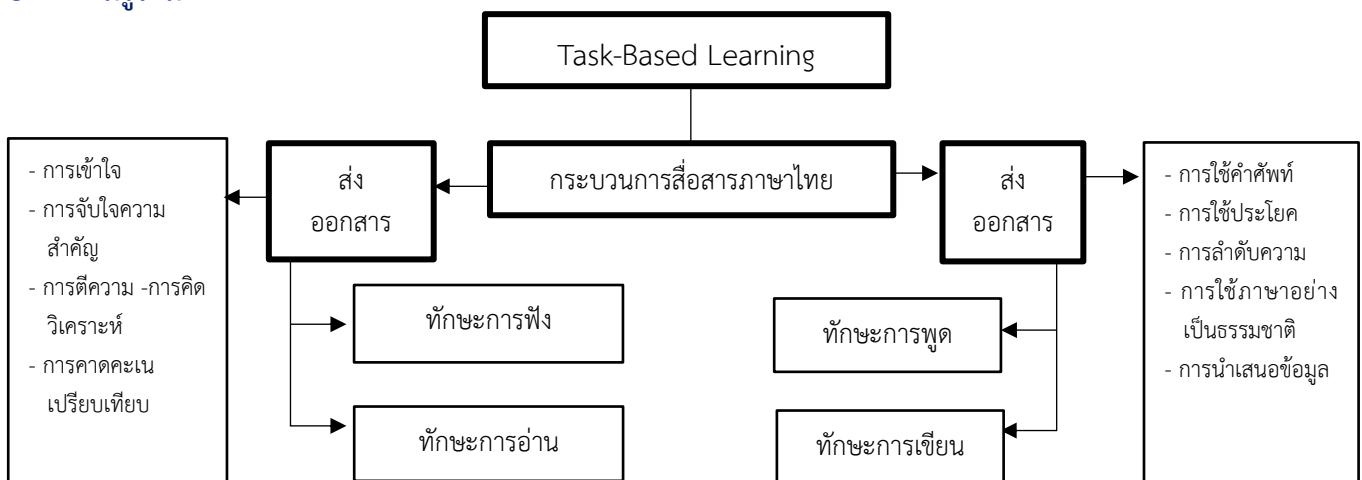 Task-Based Learning
- การเข้าใจ
- การจับใจความ
สำคัญ
- การตีความ -การคิด
วิเคราะห์
- การคาดคะเน
เปรียบเทียบ
ส่ง
ออกสาร
กระบวนการสื่อสารภาษาไทย
ส่ง
ออกสาร
- การใช้คำศัพท์
- การใช้ประโยค
- การลำดับความ
- การใช้ภาษาอย่าง
เป็นธรรมชาติ
- การนำเสนอข้อมูล
ทักษะการฟัง
ทักษะการอ่าน
ทักษะการพูด
ทักษะการเขียน